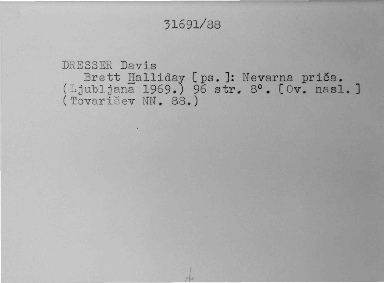 31691/88
DRESSER Davis
Brett Halliday [ps.]: Nevarna priča.
(Ljubljana 1969.) 96 str. 8°. [Ov. nasl.]
(Tovarišev NN. 88.)